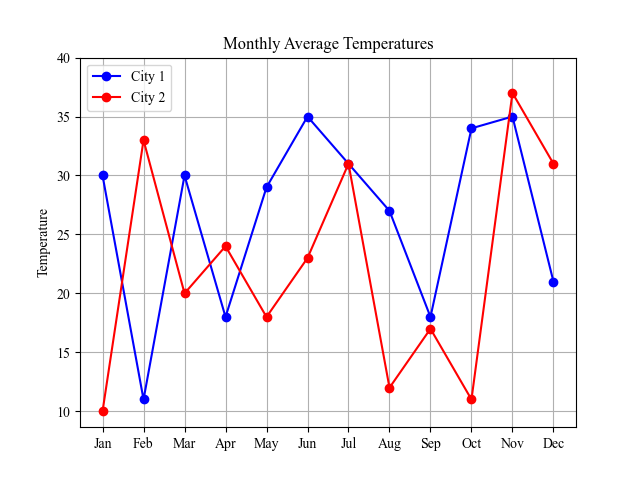 Monthly Average Temperatures
City 1
City 2
Temperature
40
35
30
25
20
15
10
Jan Feb Mar Apr May Jun Jul Aug Sep Oct Nov Dec